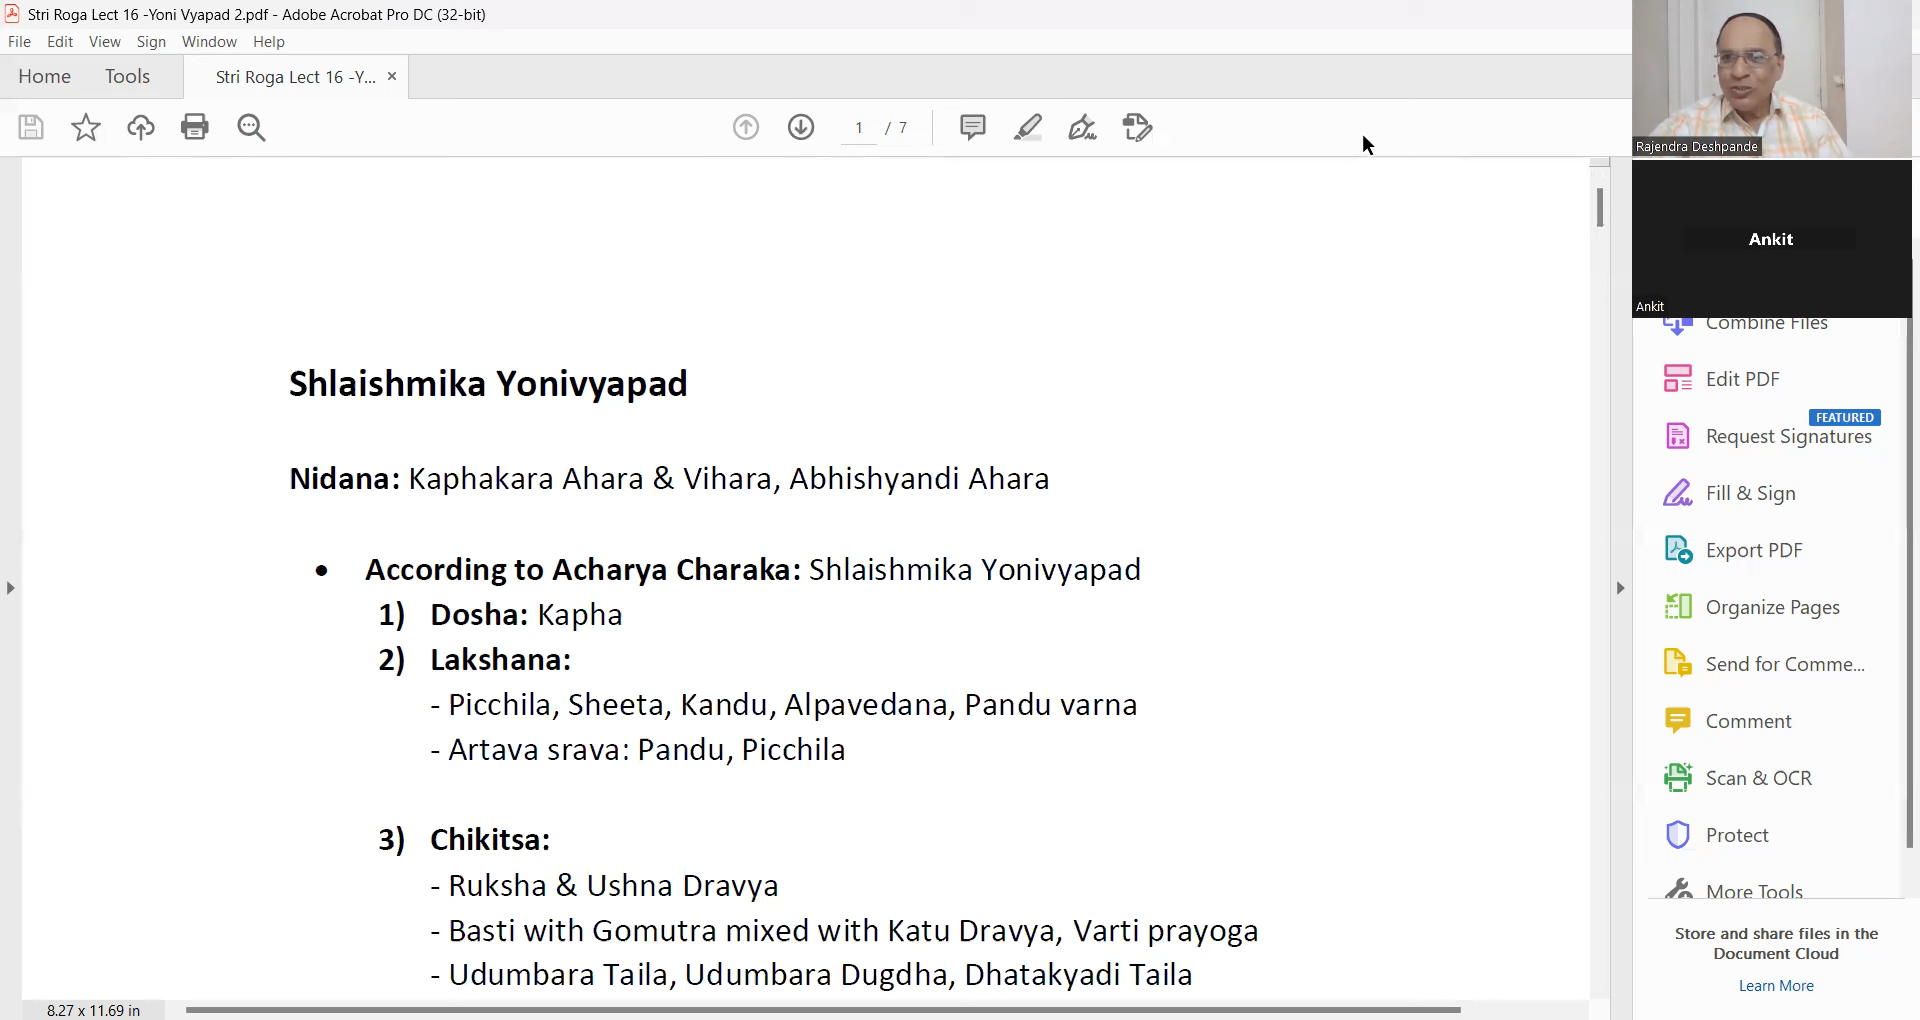 Stri Roga Lect 16 -Yoni Vyapad 2.pdf - Adobe Acrobat Pro DC (32-bit)
File Edit View Sign Window Help
Home Tools Stri Roga Lect 16 -Y... ×
1 / 7
Rajendra Deshpande
Ankit
Ankit
Shlaishmika Yonivyapad
Nidana: Kaphakara Ahara & Vihara, Abhishyandi Ahara
• According to Acharya Charaka: Shlaishmika Yonivyapad
1) Dosha: Kapha
2) Lakshana:
- Picchila, Sheeta, Kandu, Alpavedana, Pandu varna
- Artava srava: Pandu, Picchila
3) Chikitsa:
- Ruksha & Ushna Dravya
- Basti with Gomutra mixed with Katu Dravya, Varti prayoga
- Udumbara Taila, Udumbara Dugdha, Dhatakyadi Taila
8.27 x 11.69 in
Combine Files
Edit PDF
FEATURED
Request Signatures
Fill & Sign
Export PDF
Organize Pages
Send for Comme...
Comment
Scan & OCR
Protect
More Tools
Store and share files in the
Document Cloud
Learn More